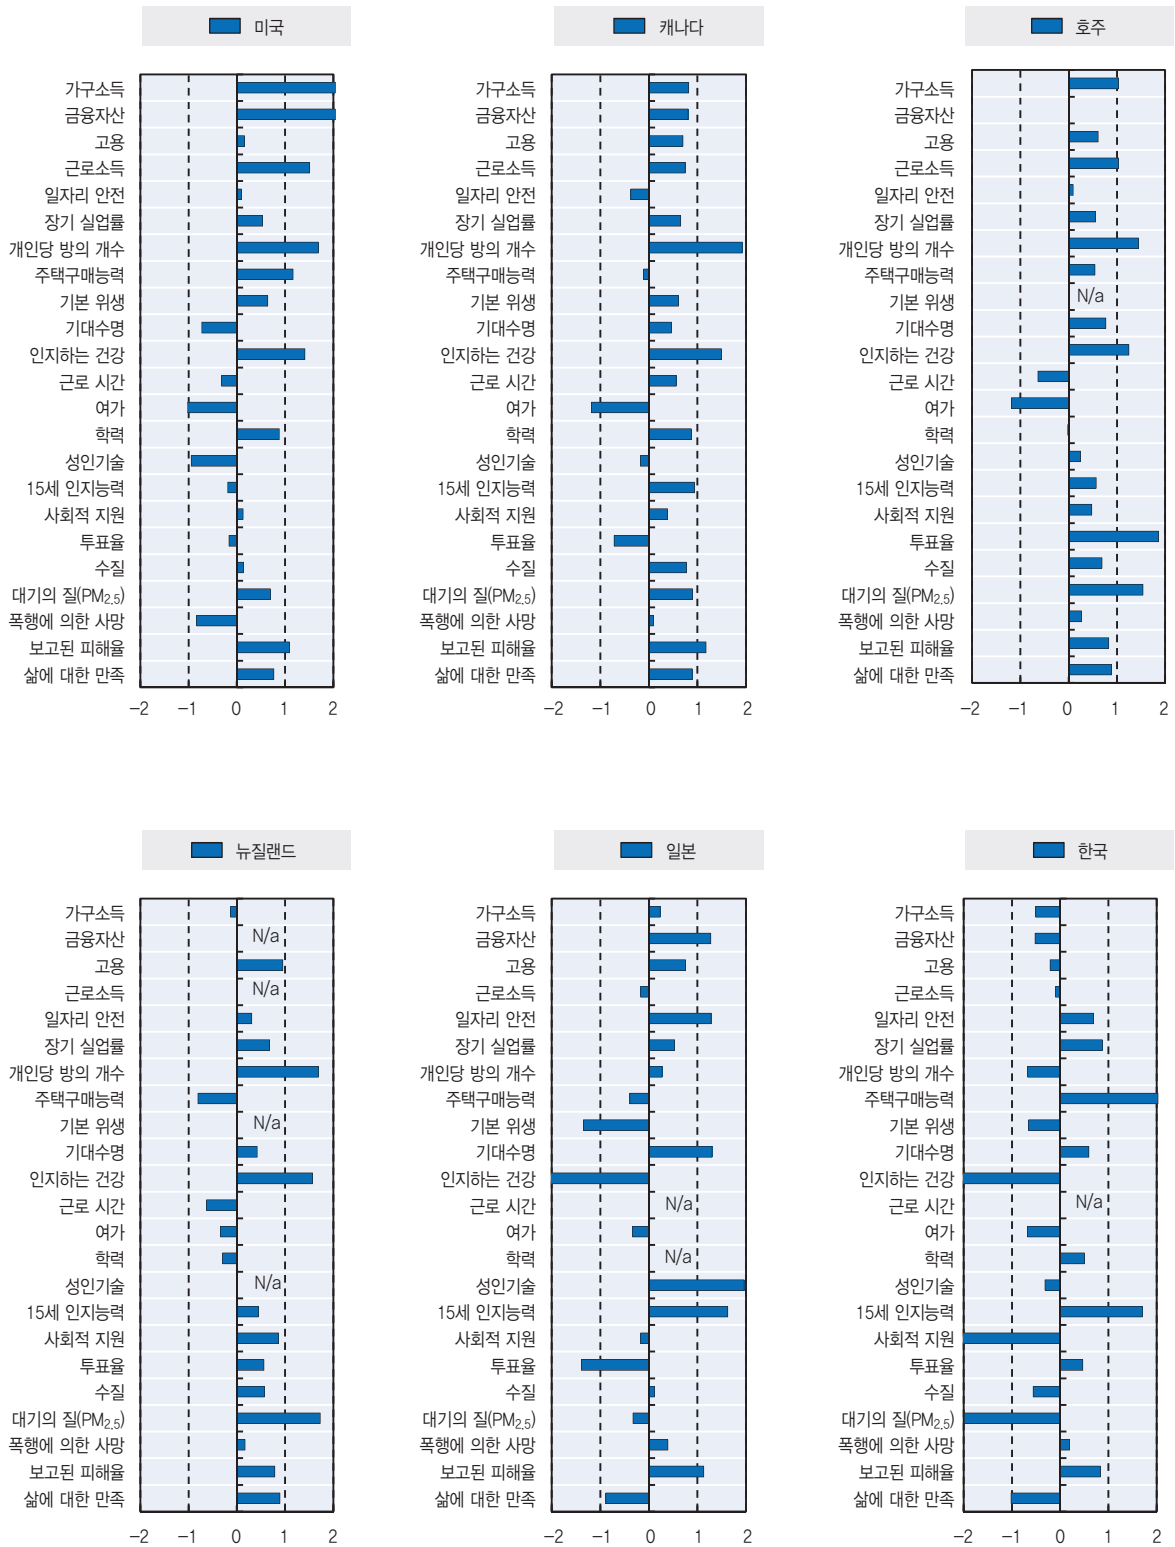 미국
가구소득
금융자산
고용
근로소득
일자리 안전
장기 실업률
개인당 방의 개수
주택구매능력
기본 위생
기대수명
인지하는 건강
근로 시간
여가
학력
성인기술
15세 인지능력
사회적 지원
투표율
수질
대기의 질(PM2.5)
폭행에 의한 사망
보고된 피해율
삶에 대한 만족
−2 −1 0 1 2
캐나다
가구소득
금융자산
고용
근로소득
일자리 안전
장기 실업률
개인당 방의 개수
주택구매능력
기본 위생
기대수명
인지하는 건강
근로 시간
여가
학력
성인기술
15세 인지능력
사회적 지원
투표율
수질
대기의 질(PM2.5)
폭행에 의한 사망
보고된 피해율
삶에 대한 만족
−2 −1 0 1 2
호주
가구소득
금융자산
고용
근로소득
일자리 안전
장기 실업률
개인당 방의 개수
주택구매능력
기본 위생 N/a
기대수명
인지하는 건강
근로 시간
여가
학력
성인기술
15세 인지능력
사회적 지원
투표율
수질
대기의 질(PM2.5)
폭행에 의한 사망
보고된 피해율
삶에 대한 만족
−2 −1 0 1 2
뉴질랜드
가구소득
금융자산 N/a
고용
근로소득 N/a
일자리 안전
장기 실업률
개인당 방의 개수
주택구매능력
기본 위생 N/a
기대수명
인지하는 건강
근로 시간
여가
학력
성인기술 N/a
15세 인지능력
사회적 지원
투표율
수질
대기의 질(PM2.5)
폭행에 의한 사망
보고된 피해율
삶에 대한 만족
−2 −1 0 1 2
일본
가구소득
금융자산
고용
근로소득
일자리 안전
장기 실업률
개인당 방의 개수
주택구매능력
기본 위생
기대수명
인지하는 건강
근로 시간 N/a
여가
학력 N/a
성인기술
15세 인지능력
사회적 지원
투표율
수질
대기의 질(PM2.5)
폭행에 의한 사망
보고된 피해율
삶에 대한 만족
−2 −1 0 1 2
한국
가구소득
금융자산
고용
근로소득
일자리 안전
장기 실업률
개인당 방의 개수
주택구매능력
기본 위생
기대수명
인지하는 건강
근로 시간 N/a
여가
학력
성인기술
15세 인지능력
사회적 지원
투표율
수질
대기의 질(PM2.5)
폭행에 의한 사망
보고된 피해율
삶에 대한 만족
−2 −1 0 1 2